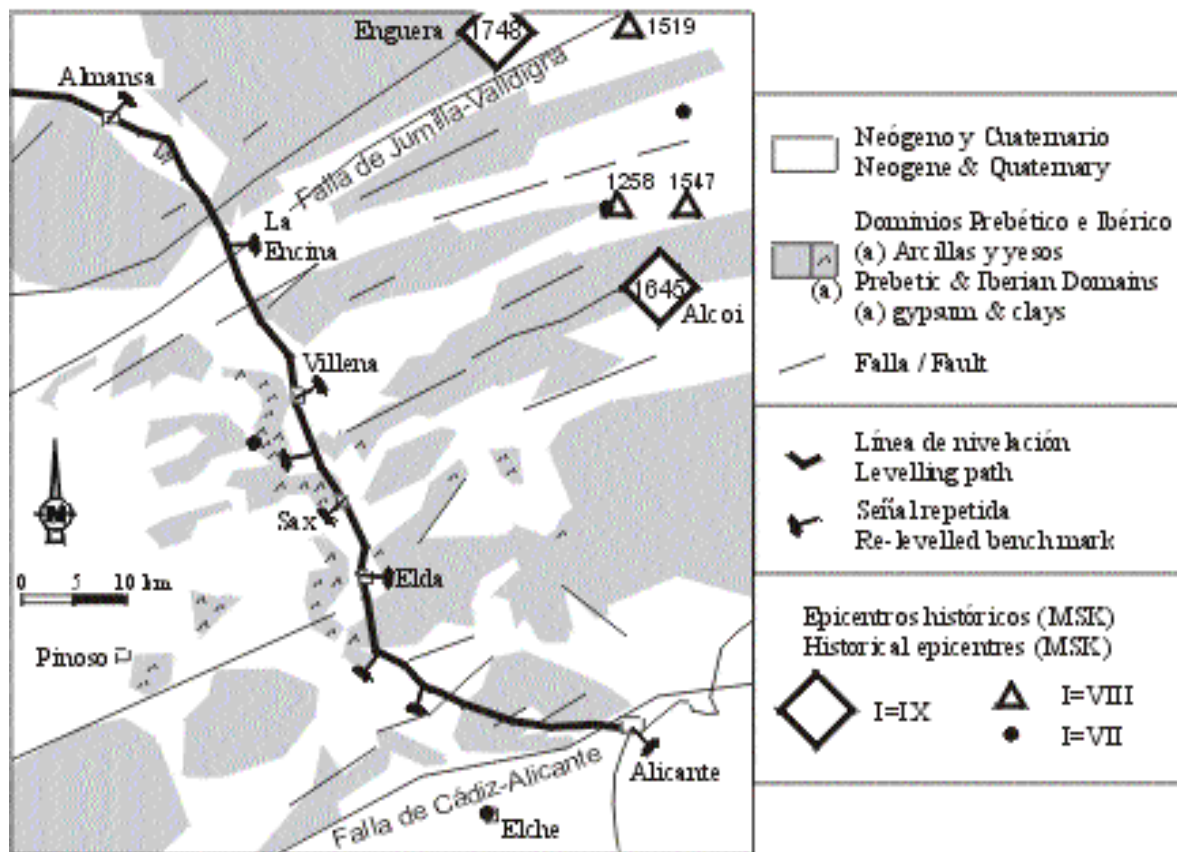 Enguera
1748
1519
Almansa
Falla de Jumilla-Valldigna
1258
1547
La
Encina
1645
Alcoi
Villena
N
Sax
0 5 10 km
Elda
Pinoso
Alicante
Falla de Cádiz-Alicante
Elche
Neógeno y Cuaternario
Neogene & Quaternary
Dominios Prebético e Ibérico
(a) Arcillas y yesos
Prebetic & Iberian Domains
(a)
(a) gypsum & clays
Falla / Fault
Línea de nivelación
Levelling path
Señal repetida
Re-levelled benchmark
Epicentros históricos (MSK)
Historical epicentres (MSK)
I=IX
I=VIII
I=VII